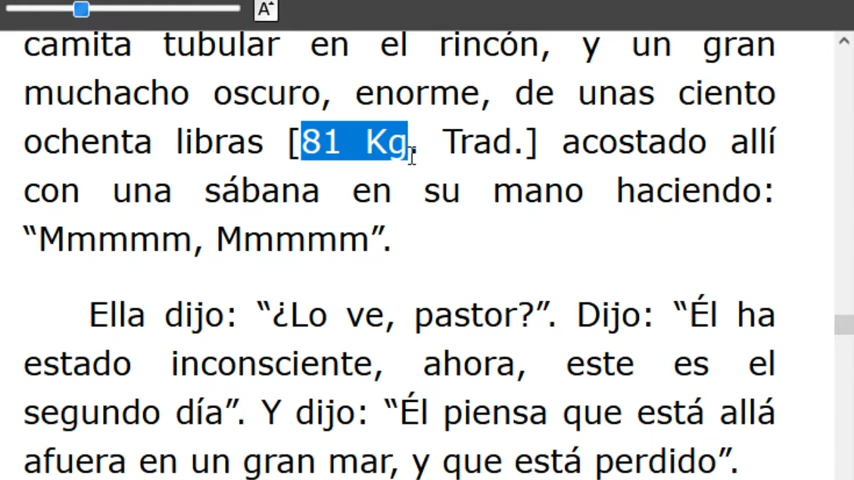 A
camita tubular en el rincón, y un gran
muchacho oscuro, enorme, de unas ciento
ochenta libras [81 Kg. Trad.] acostado allí
con una sábana en su mano haciendo:
“Mmmmm, Mmmmm”.
Ella dijo: “¿Lo ve, pastor?”. Dijo: “Él ha
estado inconsciente, ahora, este es el
segundo día”. Y dijo: “Él piensa que está allá
afuera en un gran mar, y que está perdido”.